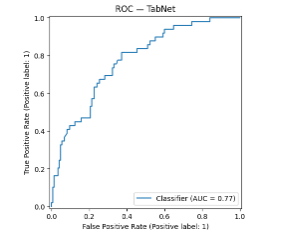 ROC — TabNet
True Positive Rate (Positive label: 1)
1.0
0.8
0.6
0.4
0.2
0.0
Classifier (AUC = 0.77)
0.0 0.2 0.4 0.6 0.8 1.0
False Positive Rate (Positive label: 1)